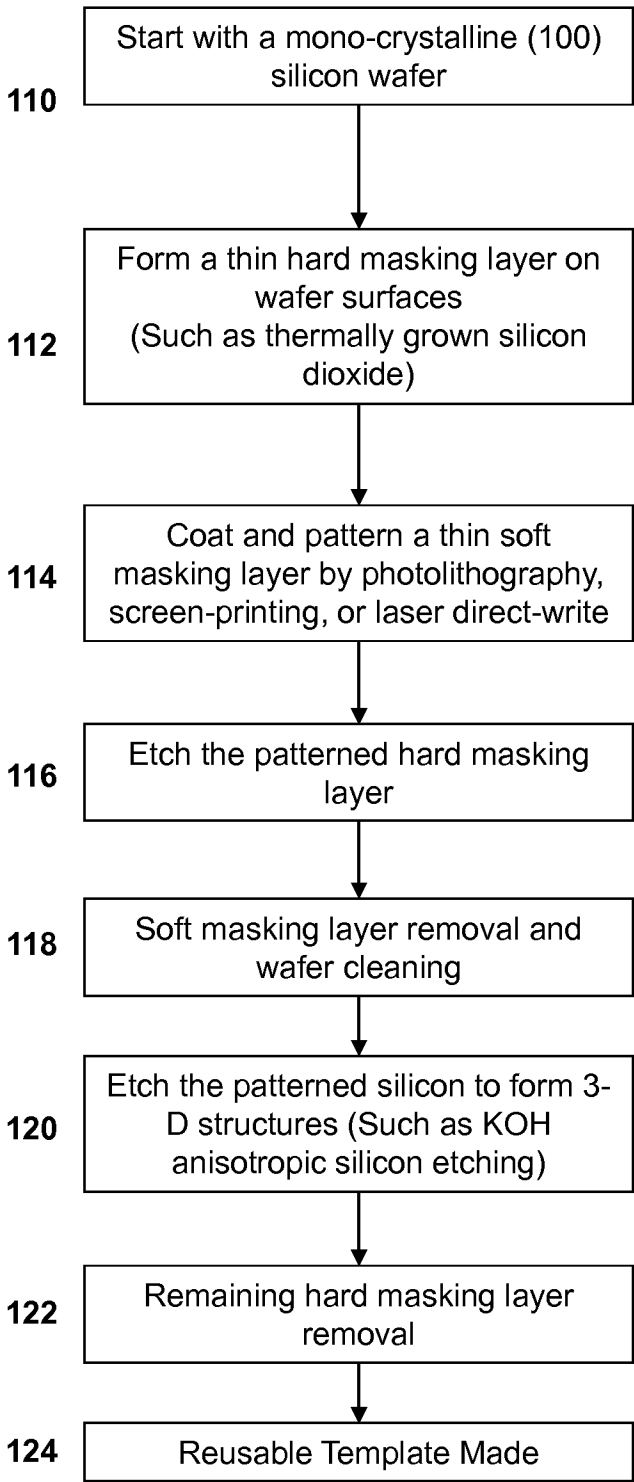 Start with a mono-crystalline (100)
silicon wafer
110
Form a thin hard masking layer on
wafer surfaces
(Such as thermally grown silicon
dioxide)
112
Coat and pattern a thin soft
masking layer by photolithography,
screen-printing, or laser direct-write
114
Etch the patterned hard masking
layer
116
Soft masking layer removal and
wafer cleaning
118
Etch the patterned silicon to form 3-
D structures (Such as KOH
anisotropic silicon etching)
120
Remaining hard masking layer
removal
122
Reusable Template Made
124